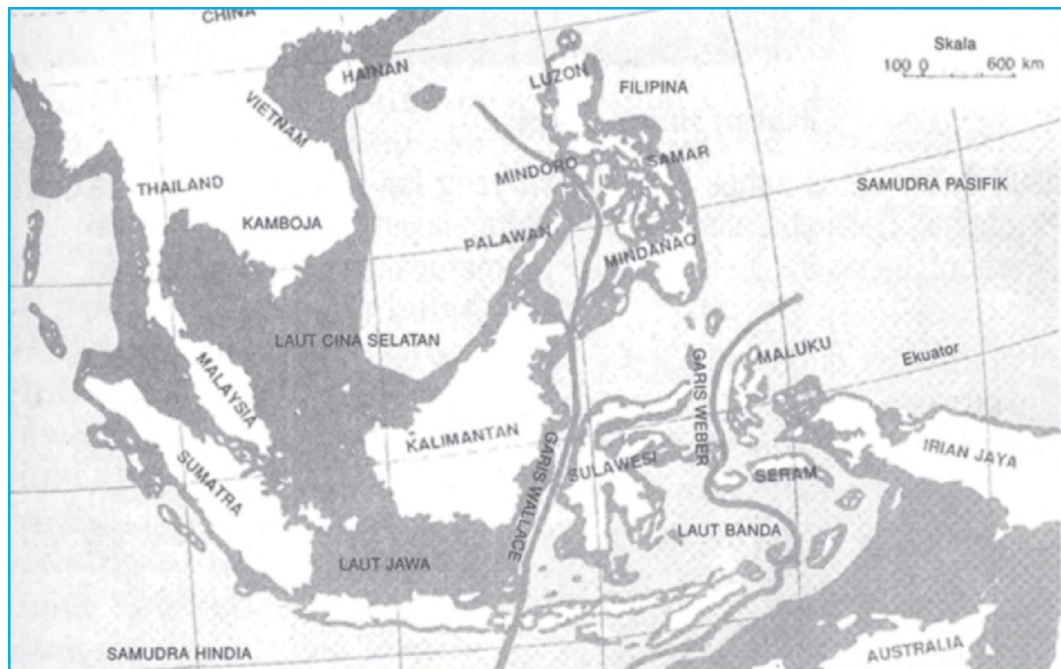 CHINA
Skala
100 0 600 km
HAINAN
LUZON
FILIPINA
VIETNAM
MINDORO
SAMAR
THAILAND
SAMUDRA PASIFIK
KAMBOJA
PALAWAN
MINDANAO
LAUT CINA SELATAN
MALUKU
Ekuator
MALAYSIA
GARIS WEBER
KALIMANTAN
IRIAN JAYA
SUMATRA
GARIS WALLACE
SULAWESI
SERAM
LAUT BANDA
LAUT JAWA
SAMUDRA HINDIA
AUSTRALIA